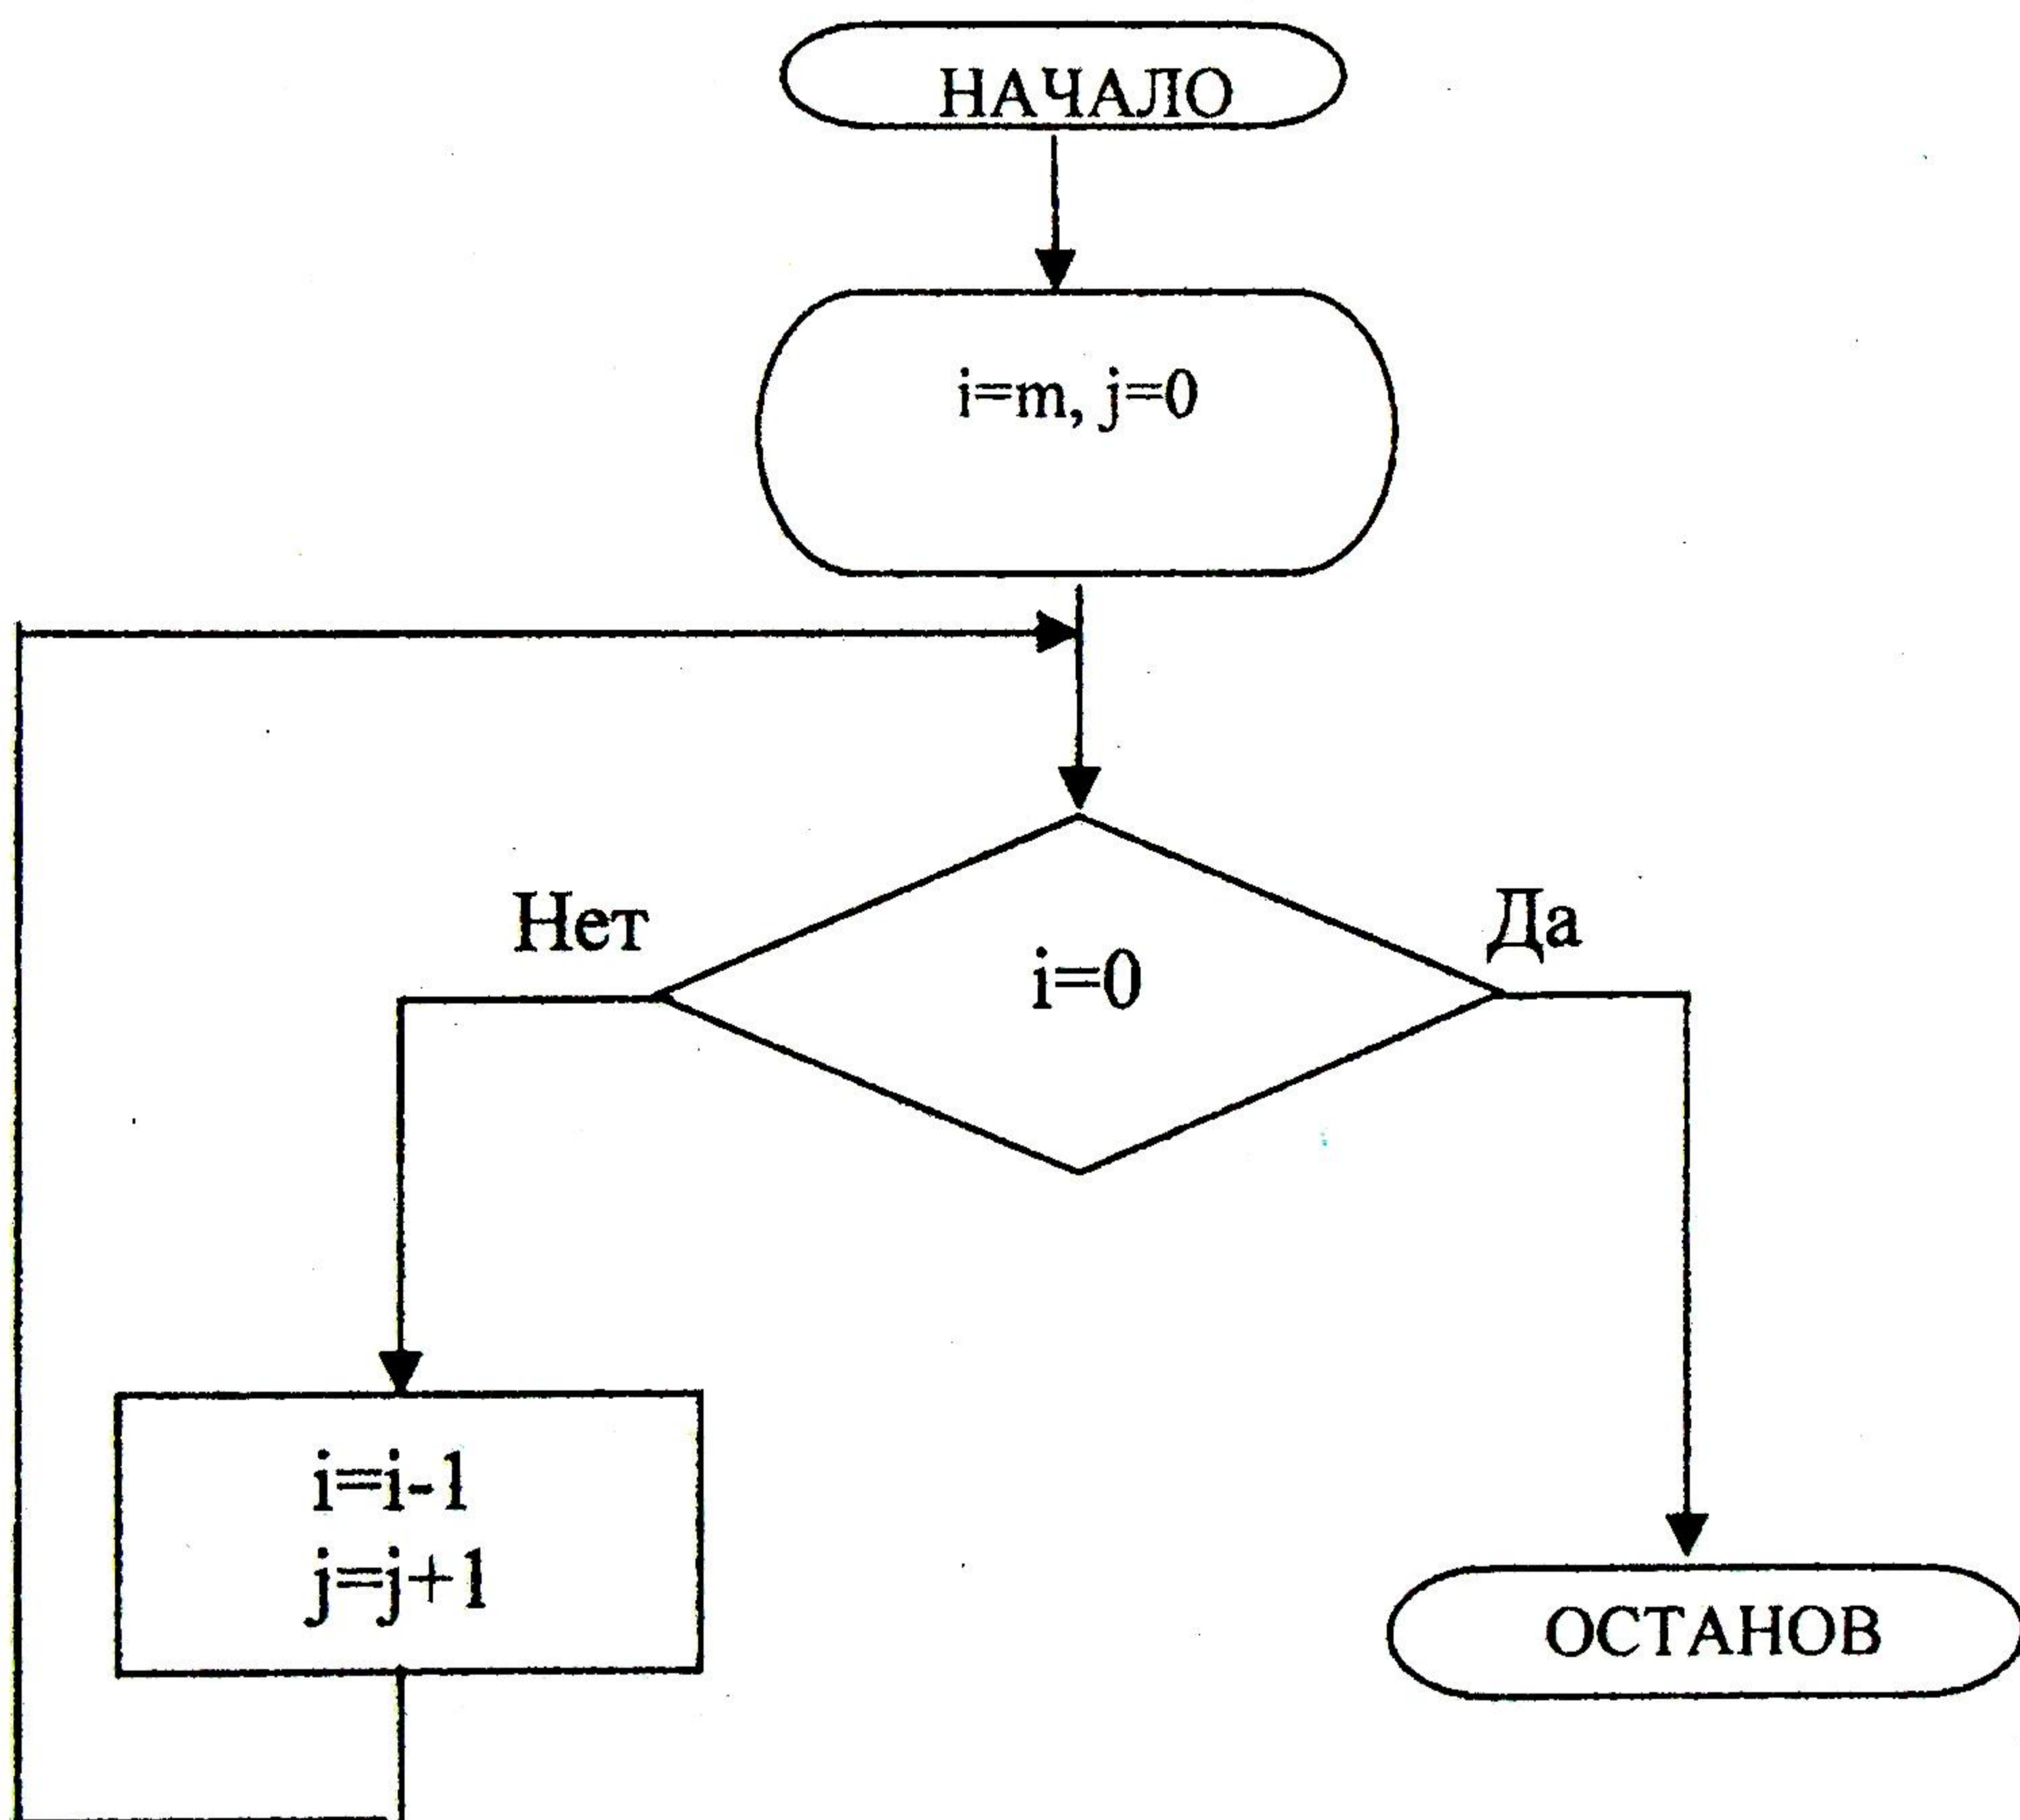 НАЧАЛО
i=m, j=0
Нет
Да
i=0
i=i-1
j=j+1
ОСТАНОВ